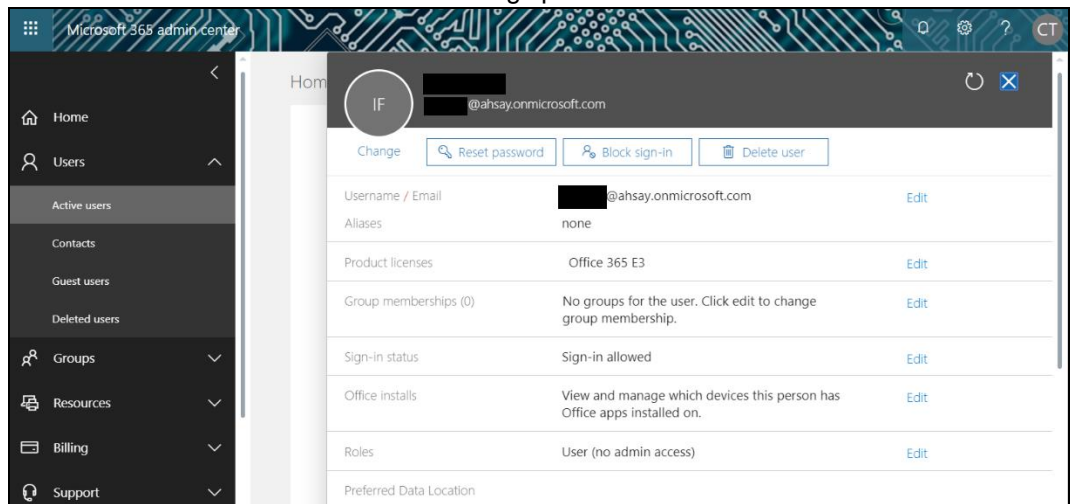 Microsoft 365 admin center
?
CT
Hom
IF
@ahsay.onmicrosoft.com
Home
Users
Active users
Contacts
Guest users
Deleted users
Groups
Resources
Billing
Support
Change
Reset password
Block sign-in
Delete user
Username / Email
@ahsay.onmicrosoft.com
Edit
Aliases
none
Product licenses
Office 365 E3
Edit
Group memberships (0)
No groups for the user. Click edit to change
group membership.
Edit
Sign-in status
Sign-in allowed
Edit
Office installs
View and manage which devices this person has
Office apps installed on.
Edit
Roles
User (no admin access)
Edit
Preferred Data Location